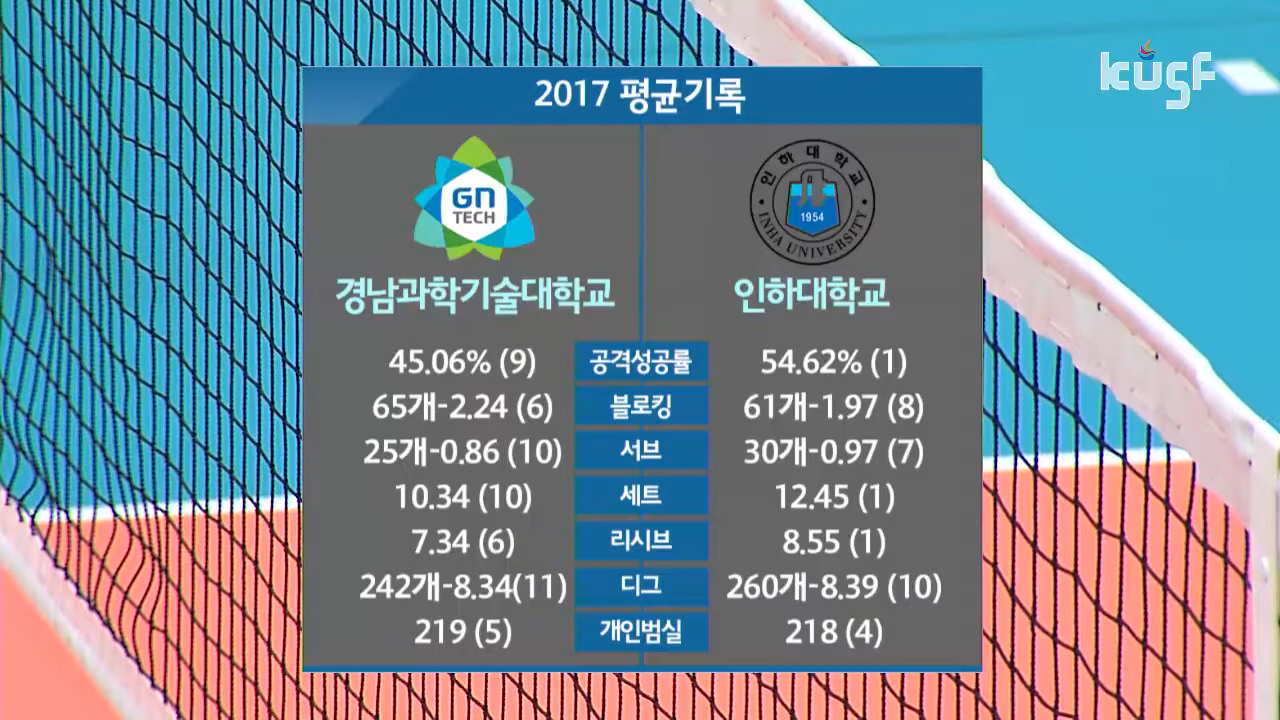 kusf
2017 평균기록
GN
TECH
인하대학교
1954
INHA UNIVERSITY
경남과학기술대학교
인하대학교
45.06% (9) 공격성공률 54.62% (1)
65개-2.24 (6) 블로킹 61개-1.97 (8)
25개-0.86 (10) 서브 30개-0.97 (7)
10.34 (10) 세트 12.45 (1)
7.34 (6) 리시브 8.55 (1)
242개-8.34(11) 디그 260개-8.39 (10)
219 (5) 개인범실 218 (4)